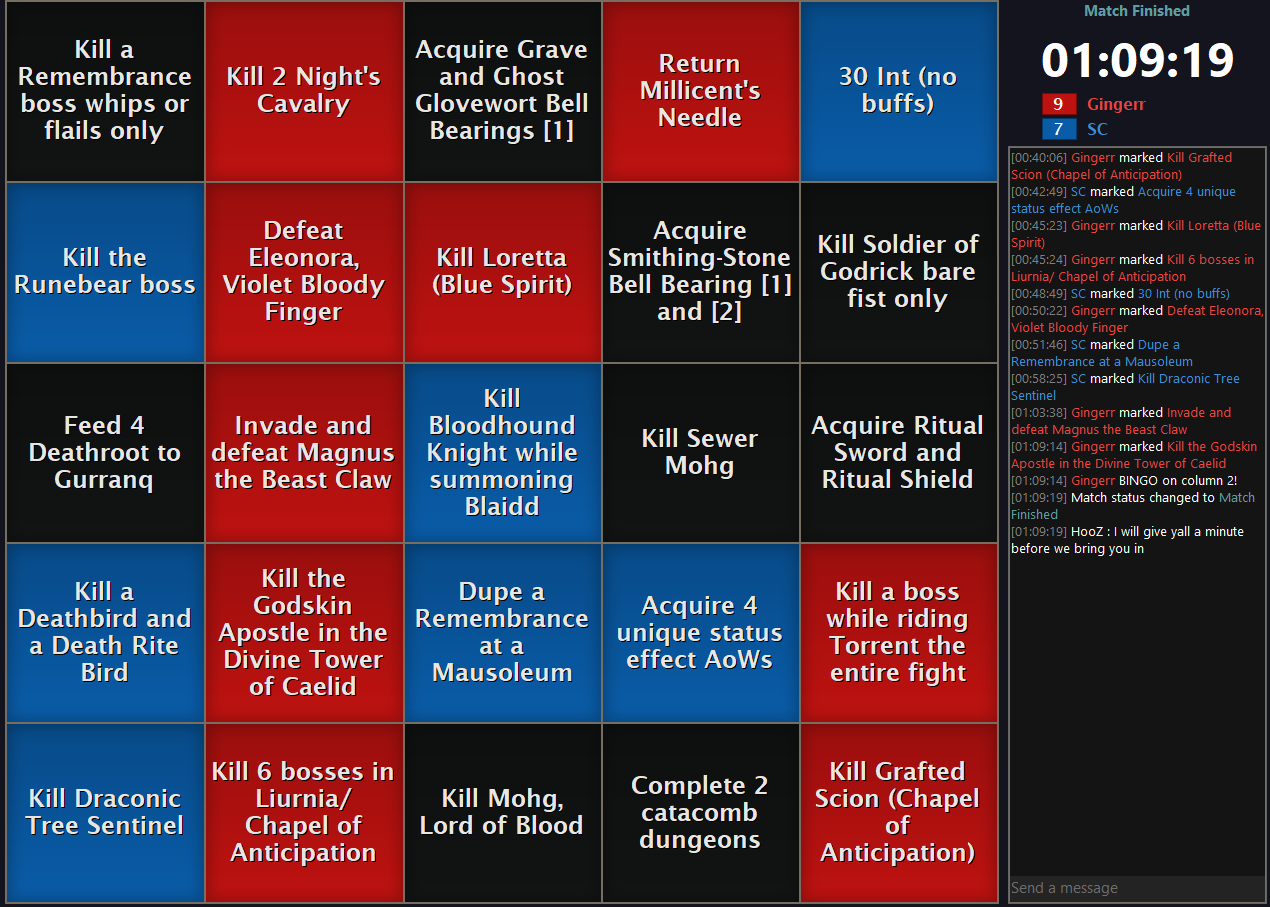 Kill a
Remembrance
boss whips or
flails only
Kill 2 Night's
Cavalry
Acquire Grave
and Ghost
Glovewort Bell
Bearings [1]
Return
Millicent's
Needle
30 Int (no
buffs)
Kill the
Runebear boss
Defeat
Eleonora,
Violet Bloody
Finger
Kill Loretta
(Blue Spirit)
Acquire
Smithing-Stone
Bell Bearing [1]
and [2]
Kill Soldier of
Godrick bare
fist only
Feed 4
Deathroot to
Gurranq
Invade and
defeat Magnus
the Beast Claw
Kill
Bloodhound
Knight while
summoning
Blaidd
Kill Sewer
Mohg
Acquire Ritual
Sword and
Ritual Shield
Kill a
Deathbird and
a Death Rite
Bird
Kill the
Godskin
Apostle in the
Divine Tower
of Caelid
Dupe a
Remembrance
at a
Mausoleum
Acquire 4
unique status
effect AoWs
Kill a boss
while riding
Torrent the
entire fight
Kill Draconic
Tree Sentinel
Kill 6 bosses in
Liurnia/
Chapel of
Anticipation
Kill Mohg,
Lord of Blood
Complete 2
catacomb
dungeons
Kill Grafted
Scion (Chapel
of
Anticipation)
Match Finished
01:09:19
9 Gingerr
7 SC
[00:40:06] Gingerr marked Kill Grafted
Scion (Chapel of Anticipation)
[00:42:49] SC marked Acquire 4 unique
status effect AoWs
[00:45:23] Gingerr marked Kill Loretta (Blue
Spirit)
[00:45:24] Gingerr marked Kill 6 bosses in
Liurnia/ Chapel of Anticipation
[00:48:49] SC marked 30 Int (no buffs)
[00:50:22] Gingerr marked Defeat Eleonora,
Violet Bloody Finger
[00:51:46] SC marked Dupe a
Remembrance at a Mausoleum
[00:58:25] SC marked Kill Draconic Tree
Sentinel
[01:03:38] Gingerr marked Invade and
defeat Magnus the Beast Claw
[01:09:14] Gingerr marked Kill the Godskin
Apostle in the Divine Tower of Caelid
[01:09:14] Gingerr BINGO on column 2!
[01:09:19] Match status changed to Match
Finished
[01:09:19] HooZ : I will give yall a minute
before we bring you in
Send a message